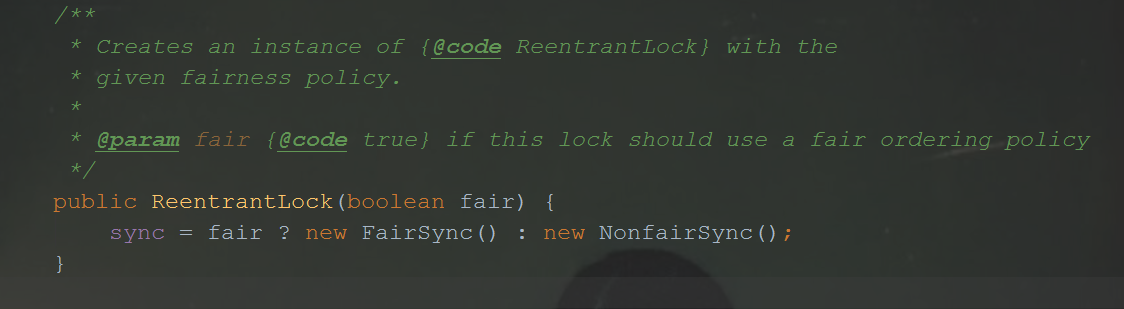 /**
* Creates an instance of {@code ReentrantLock} with the
* given fairness policy.
*
* @param fair {@code true} if this lock should use a fair ordering policy
*/
public ReentrantLock(boolean fair) {
sync = fair ? new FairSync() : new NonfairSync();
}